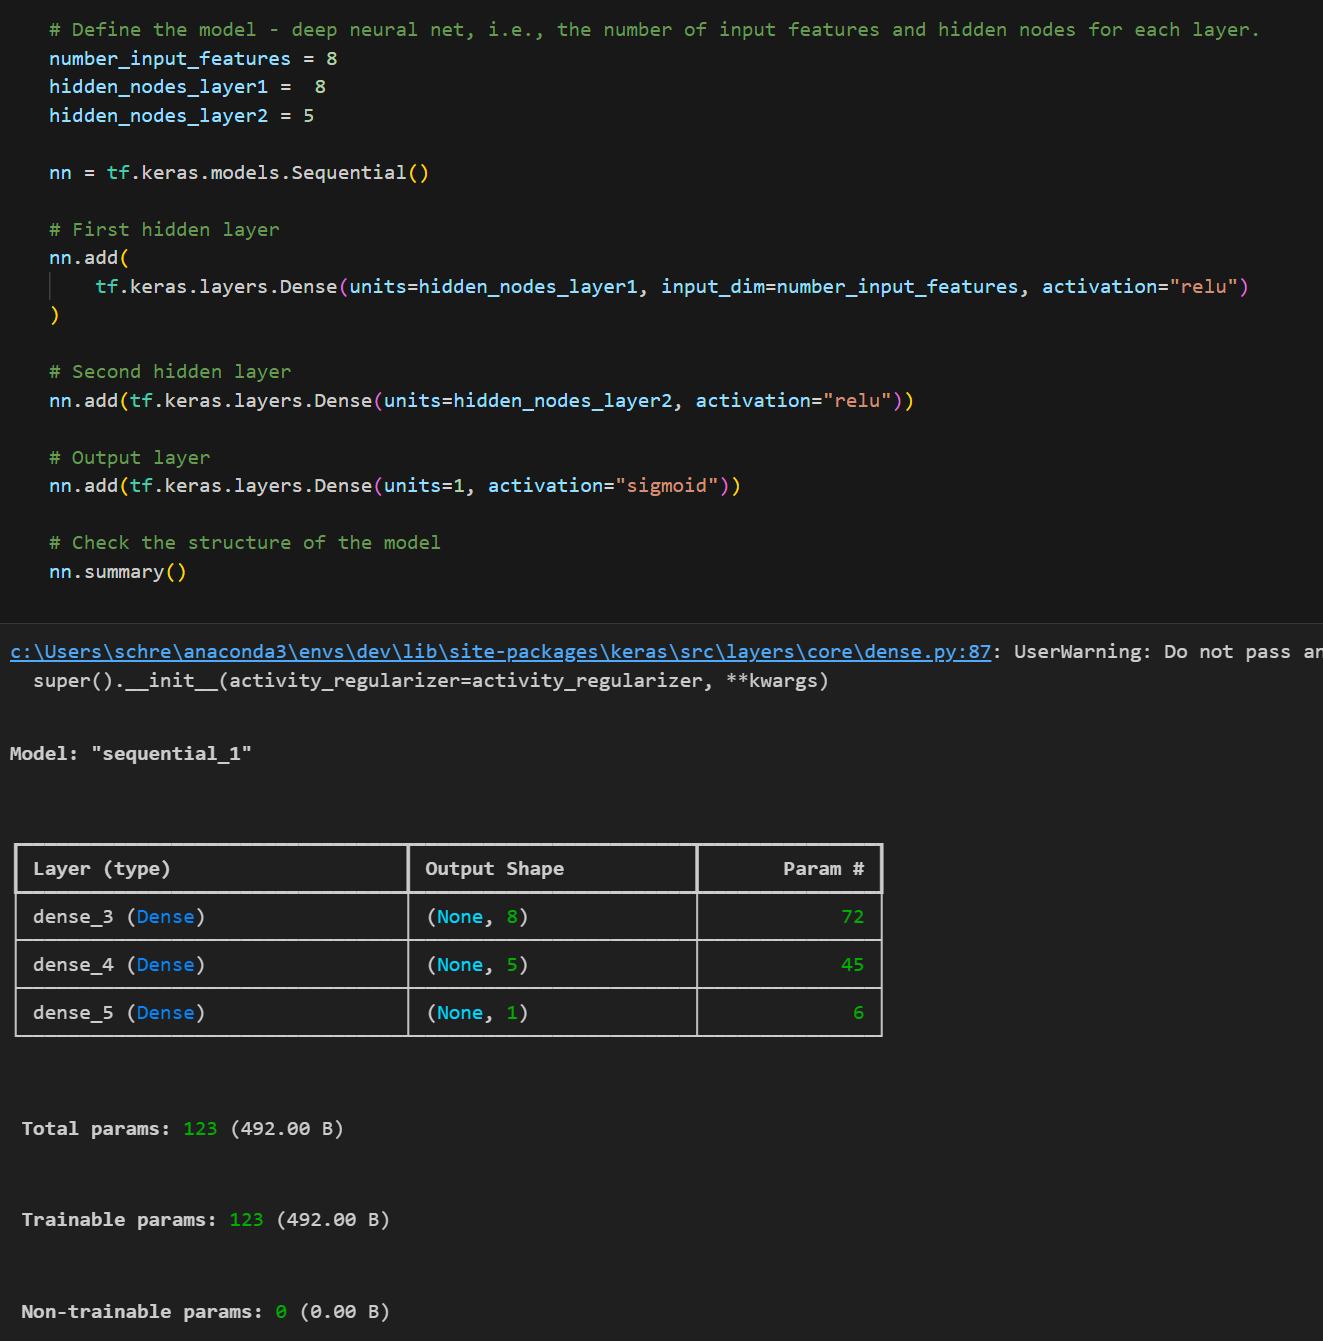 # Define the model - deep neural net, i.e., the number of input features and hidden nodes for each layer.
number_input_features = 8
hidden_nodes_layer1 =  8
hidden_nodes_layer2 = 5
nn = tf.keras.models.Sequential()
# First hidden layer
nn.add(
    tf.keras.layers.Dense(units=hidden_nodes_layer1, input_dim=number_input_features, activation="relu")
)
# Second hidden layer
nn.add(tf.keras.layers.Dense(units=hidden_nodes_layer2, activation="relu"))
# Output layer
nn.add(tf.keras.layers.Dense(units=1, activation="sigmoid"))
# Check the structure of the model
nn.summary()
c:\Users\schre\anaconda3\envs\dev\lib\site-packages\keras\src\layers\core\dense.py:87: UserWarning: Do not pass
  super().__init__(activity_regularizer=activity_regularizer, **kwargs)
Model: "sequential_1"
Layer (type) Output Shape Param #
dense_3 (Dense) (None, 8) 72
dense_4 (Dense) (None, 5) 45
dense_5 (Dense) (None, 1) 6
Total params: 123 (492.00 B)
Trainable params: 123 (492.00 B)
Non-trainable params: 0 (0.00 B)